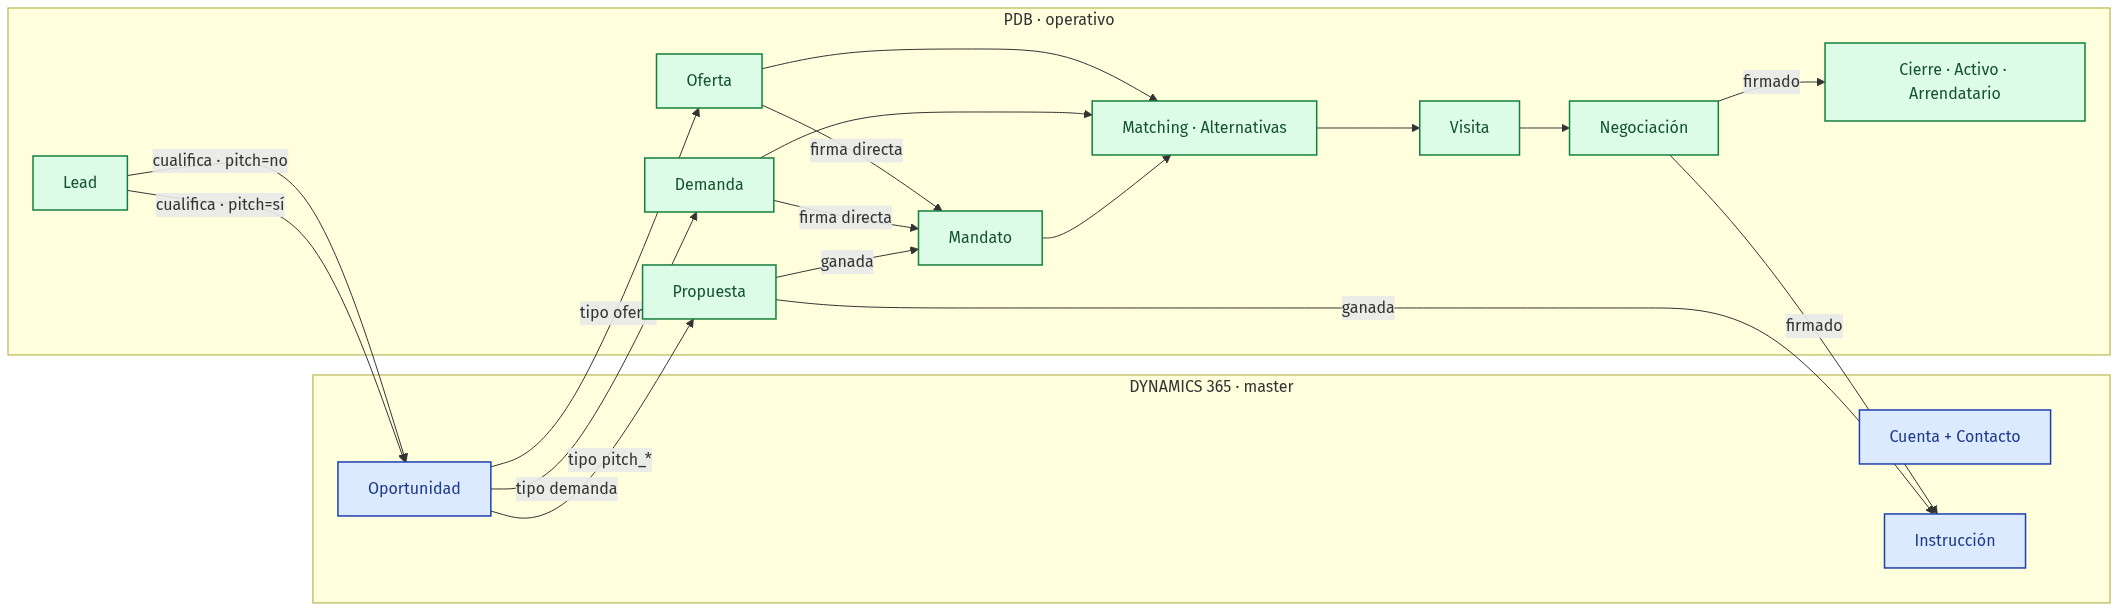 PDB · operativo
Oferta
Cierre · Activo ·
Arrendatario
firmado
Matching · Alternativas
Visita
Negociación
firma directa
cualifica · pitch=no
Lead
Demanda
cualifica · pitch=sí
firma directa
Mandato
ganada
Propuesta
ganada
tipo ofer
firmado
DYNAMICS 365 · master
Cuenta + Contacto
tipo pitch_*
Oportunidad
tipo demanda
Instrucción